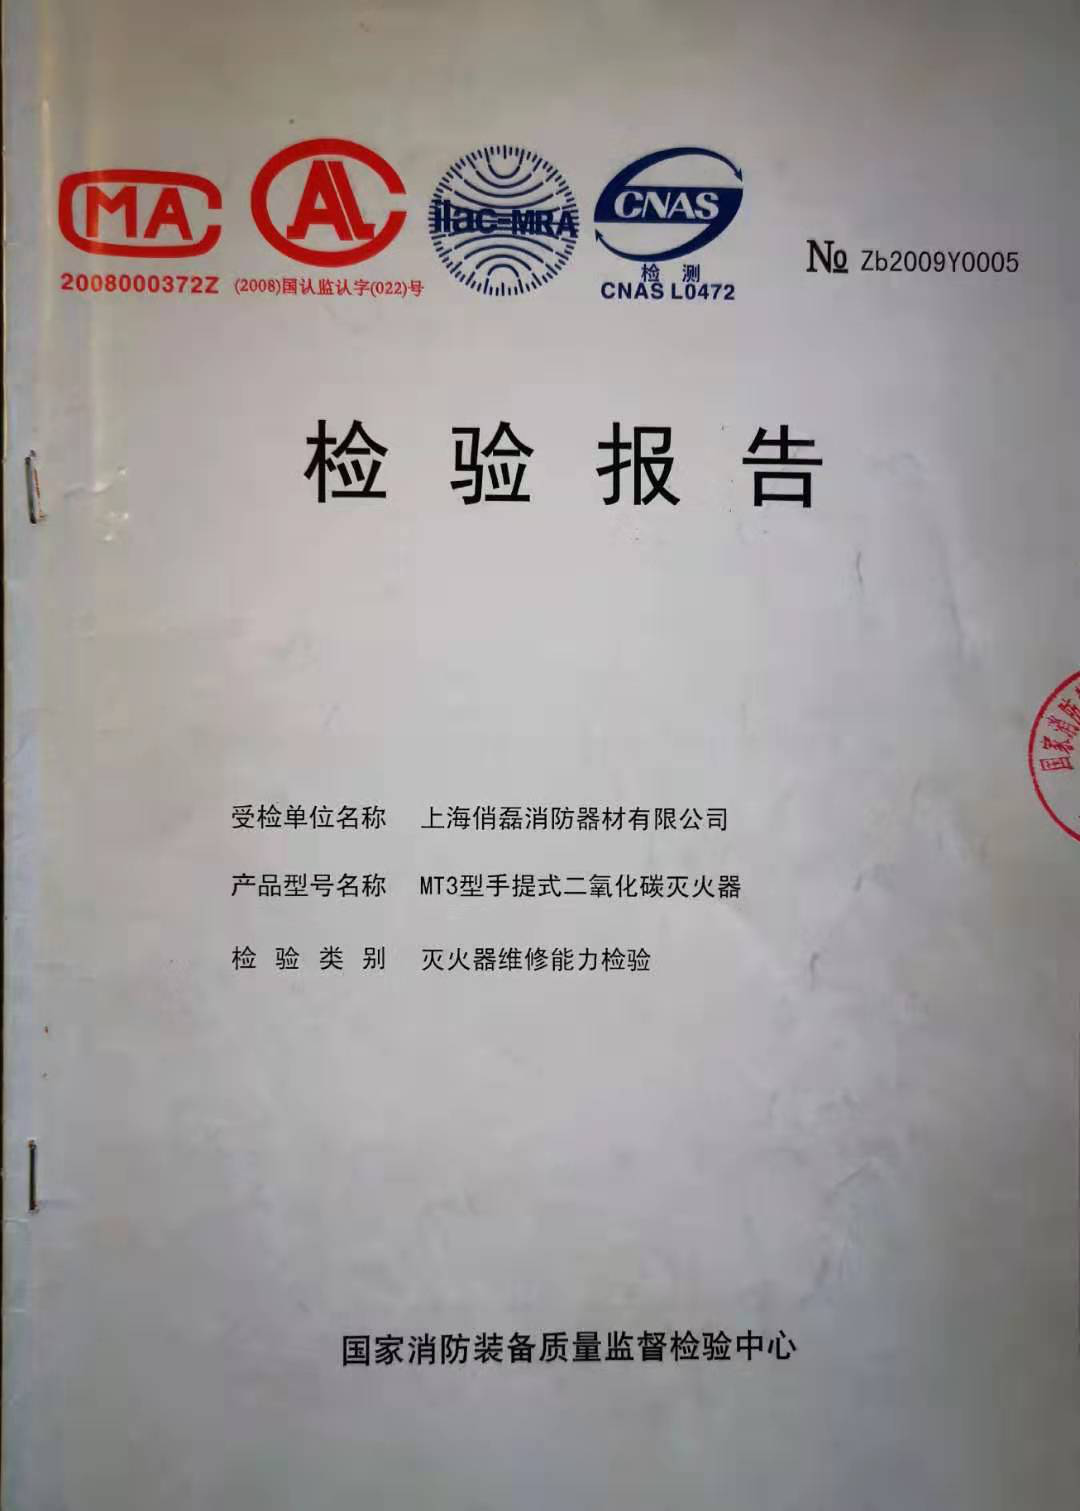 MA
2008000372Z
AL
(2008)国认监认字(022)号
ilac-MRA
CNAS
检 测
CNAS L0472
№ Zb2009Y0005
检 验 报 告
国家消防
受检单位名称 上海俏磊消防器材有限公司
产品型号名称 MT3型手提式二氧化碳灭火器
检 验 类 别 灭火器维修能力检验
国家消防装备质量监督检验中心